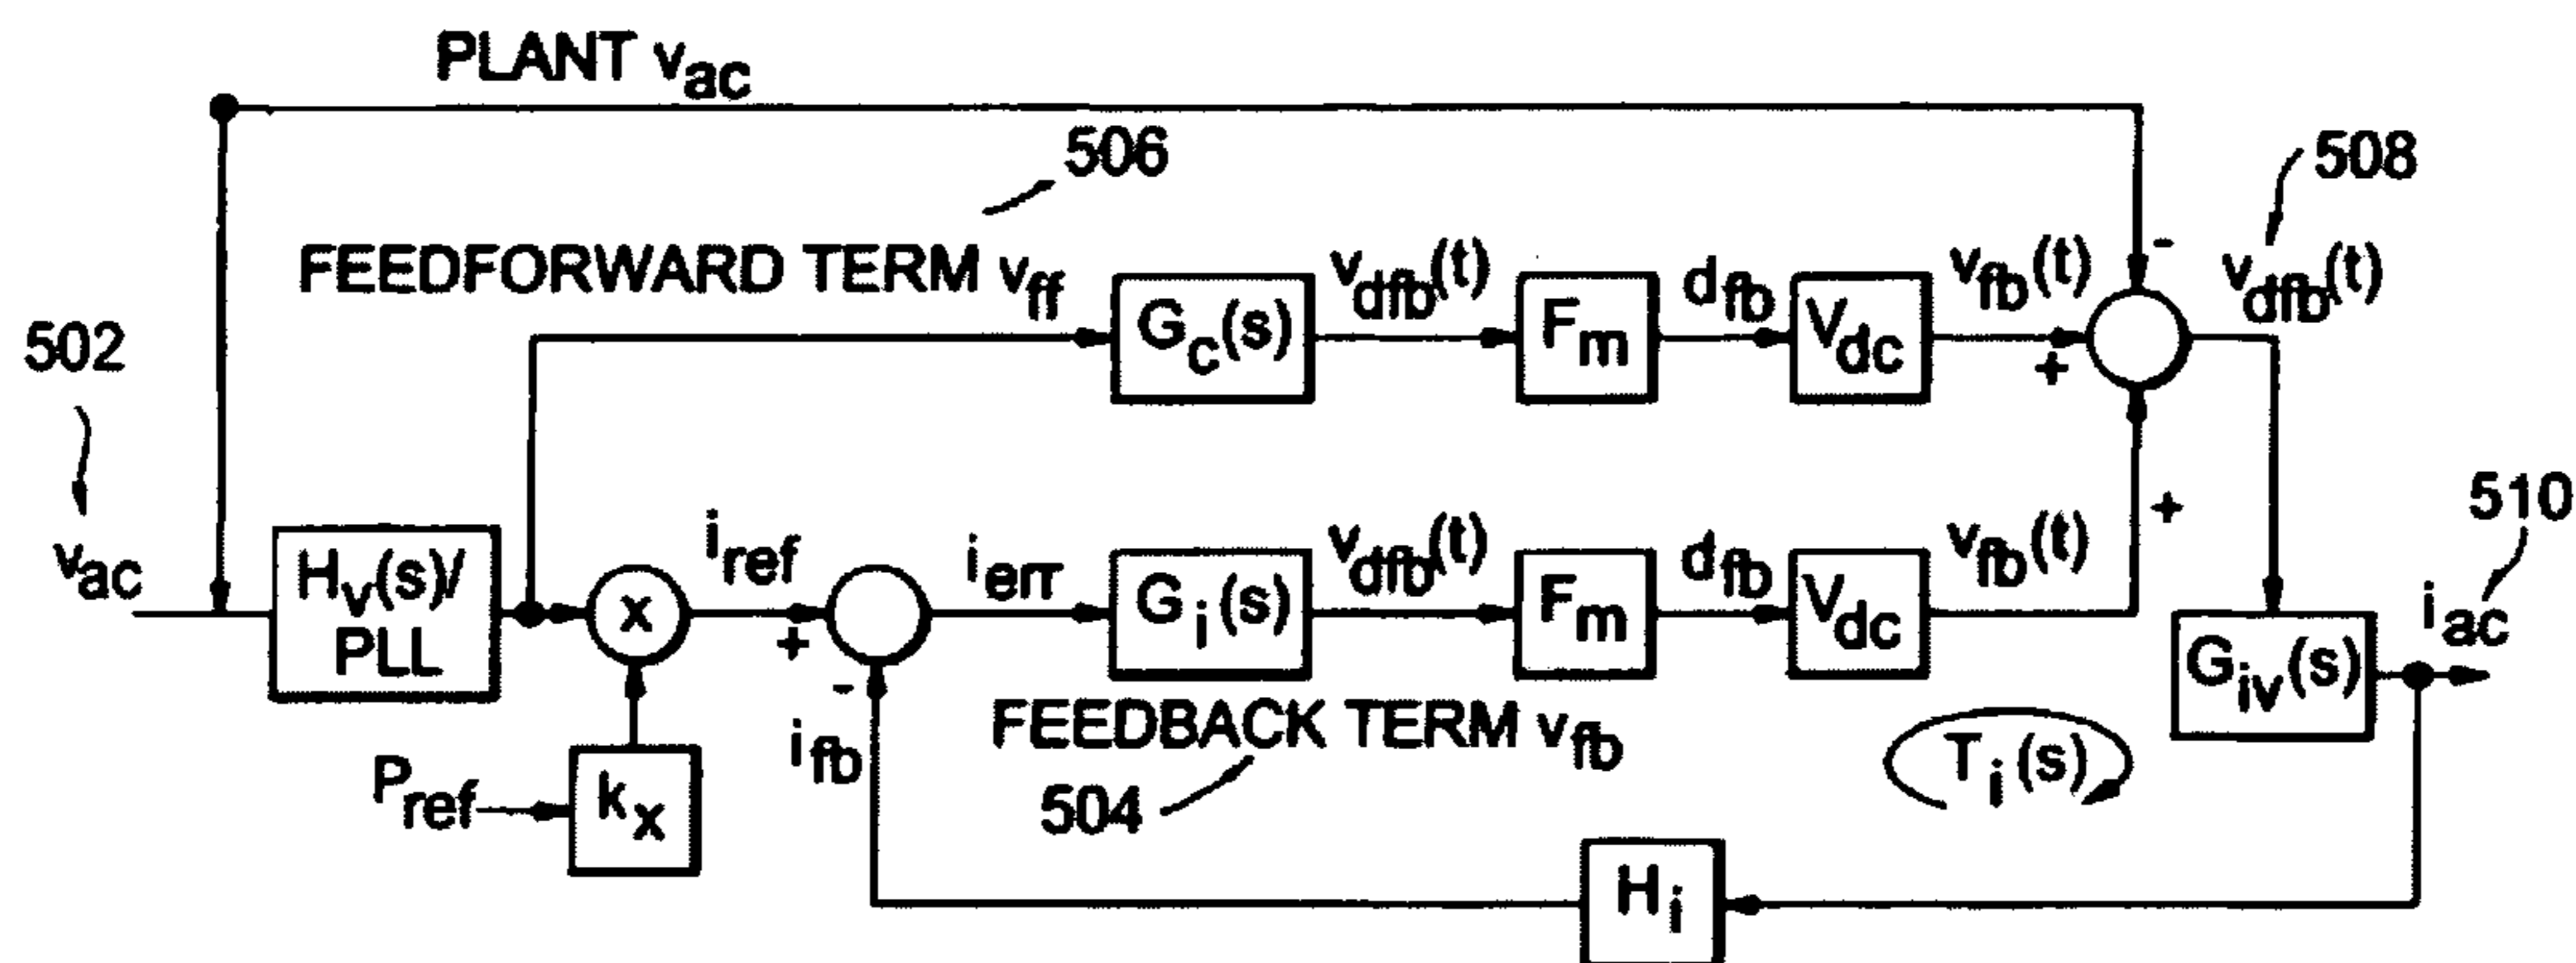 PLANT vac
506
508
FEEDFORWARD TERM vff
Gc(s)
vdfb(t)
Fm
dfb
Vdc
vfb(t)
-
+
vdfb(t)
502
vac
Hv(s)/
PLL
x
iref
+
-
ifb
ierr
Gi(s)
vdfb(t)
Fm
dfb
Vdc
vfb(t)
+
510
iac
Giv(s)
FEEDBACK TERM vfb
504
Ti(s)
Pref
kx
Hi